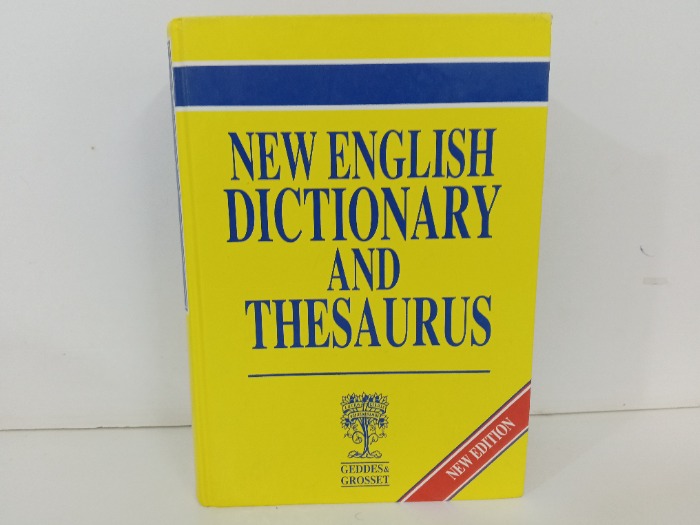 NEW ENGLISH
DICTIONARY
AND
THESAURUS
GEDDES&
GROSSET
NEW EDITION